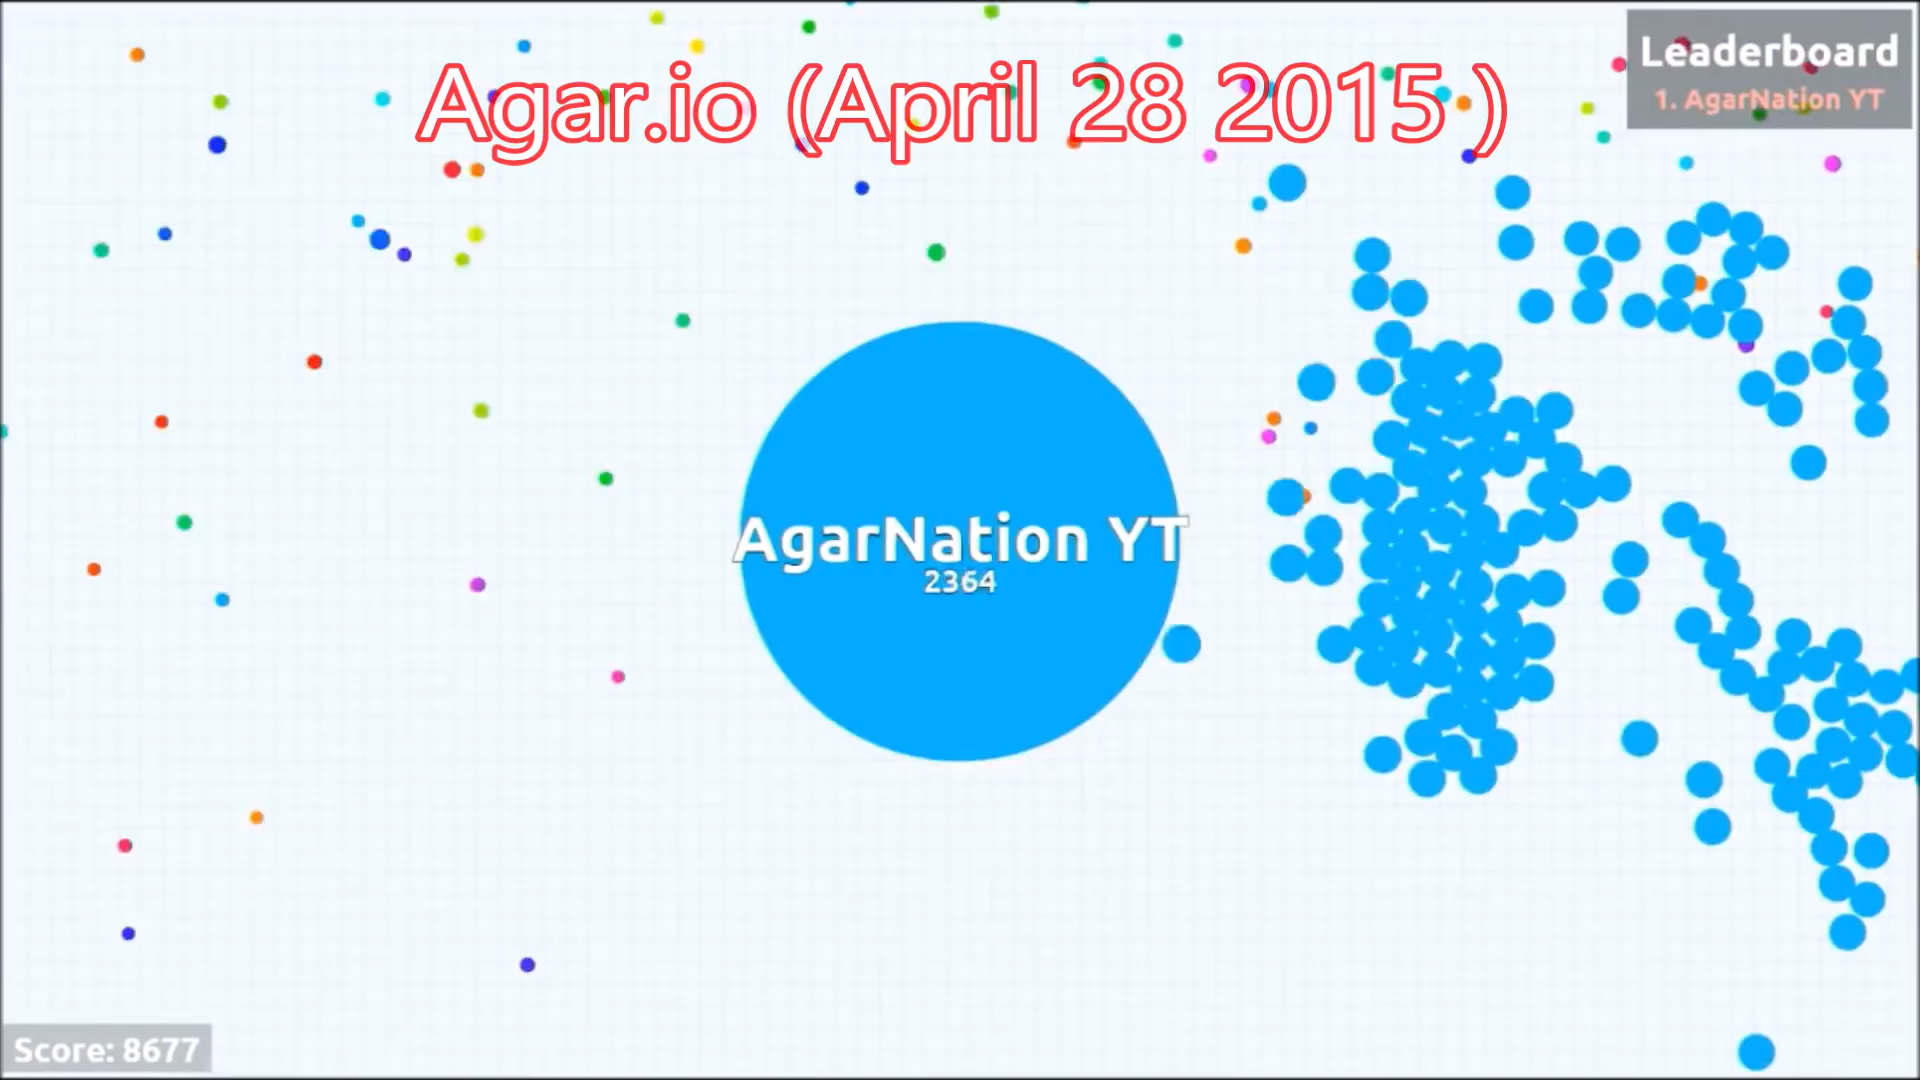 Agar.io (April 28 2015 )
Leaderboard
1. AgarNation YT
AgarNation YT
2364
Score: 8677